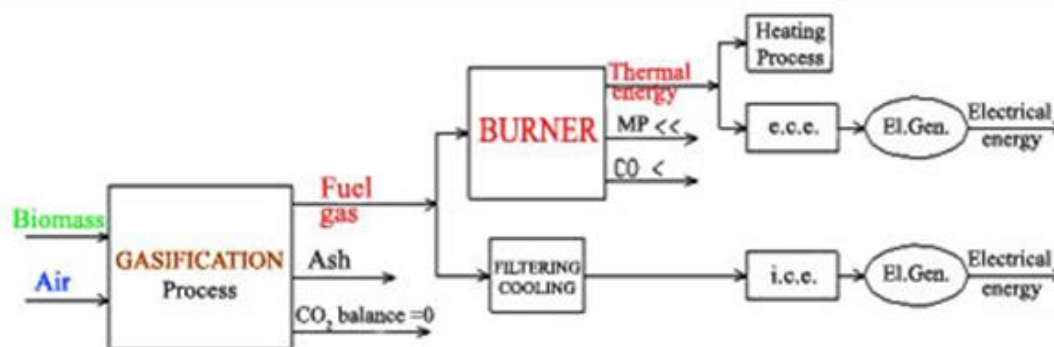 Biomass
Air
GASIFICATION
Process
Fuel
gas
Ash
CO₂ balance =0
BURNER
Thermal
energy
MP <<
CO <
Heating
Process
e.c.e.
El.Gen.
Electrical
energy
FILTERING
COOLING
i.c.e.
El.Gen.
Electrical
energy